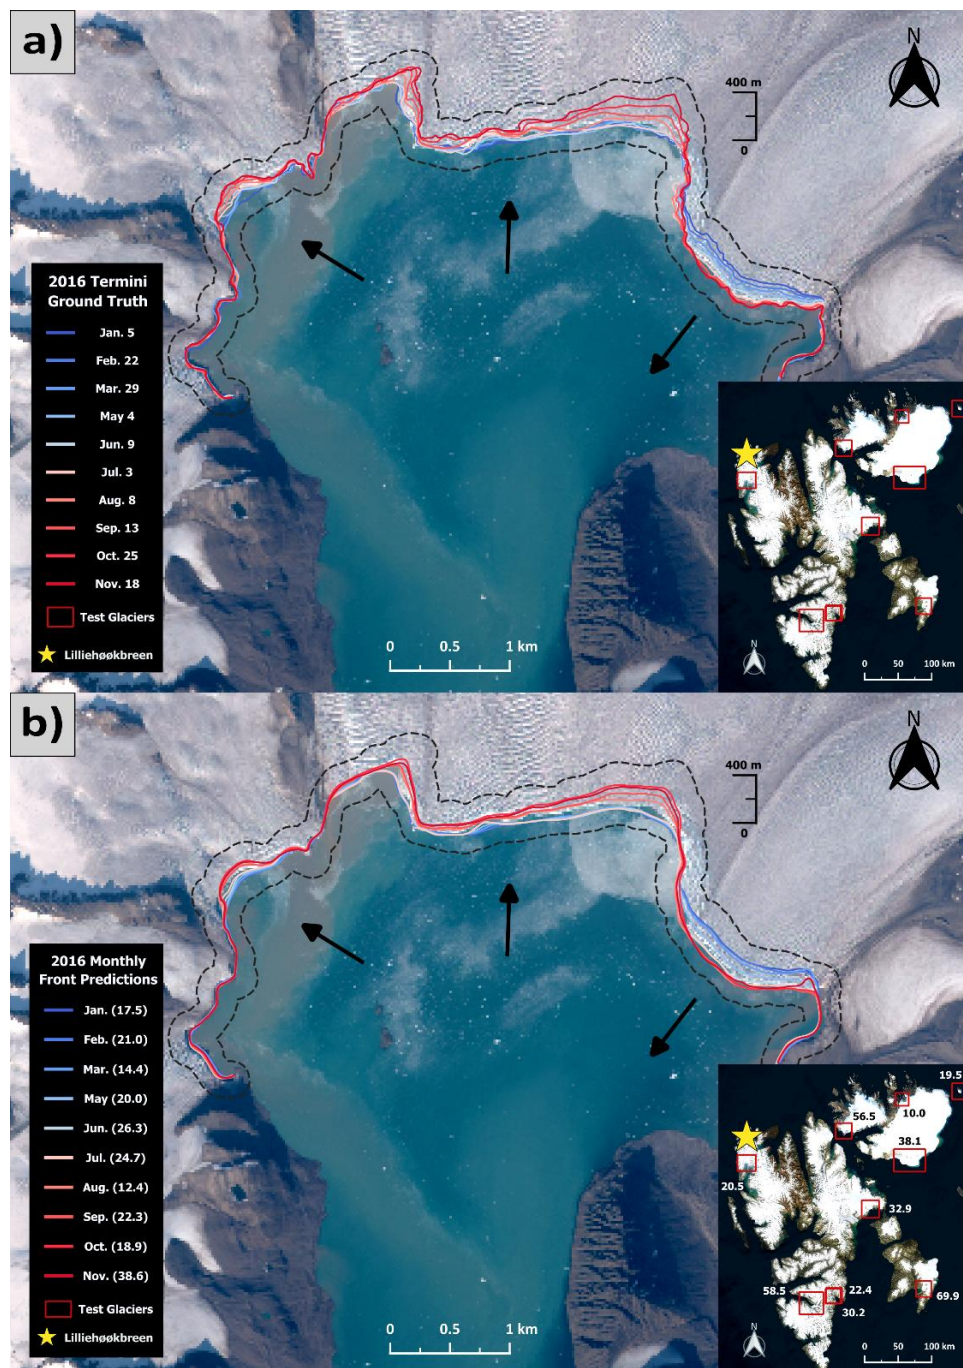 a)
N
400 m
0
2016 Termini
Ground Truth
Jan. 5
Feb. 22
Mar. 29
May 4
Jun. 9
Jul. 3
Aug. 8
Sep. 13
Oct. 25
Nov. 18
Test Glaciers
Lilliehøøkbreen
0 0.5 1 km
N
0 50 100 km
b)
N
400 m
0
2016 Monthly
Front Predictions
Jan. (17.5)
Feb. (21.0)
Mar. (14.4)
May (20.0)
Jun. (26.3)
Jul. (24.7)
Aug. (12.4)
Sep. (22.3)
Oct. (18.9)
Nov. (38.6)
Test Glaciers
Lilliehøøkbreen
0 0.5 1 km
19.5
10.0
56.5
38.1
20.5
32.9
58.5
22.4
30.2
69.9
N
0 50 100 km